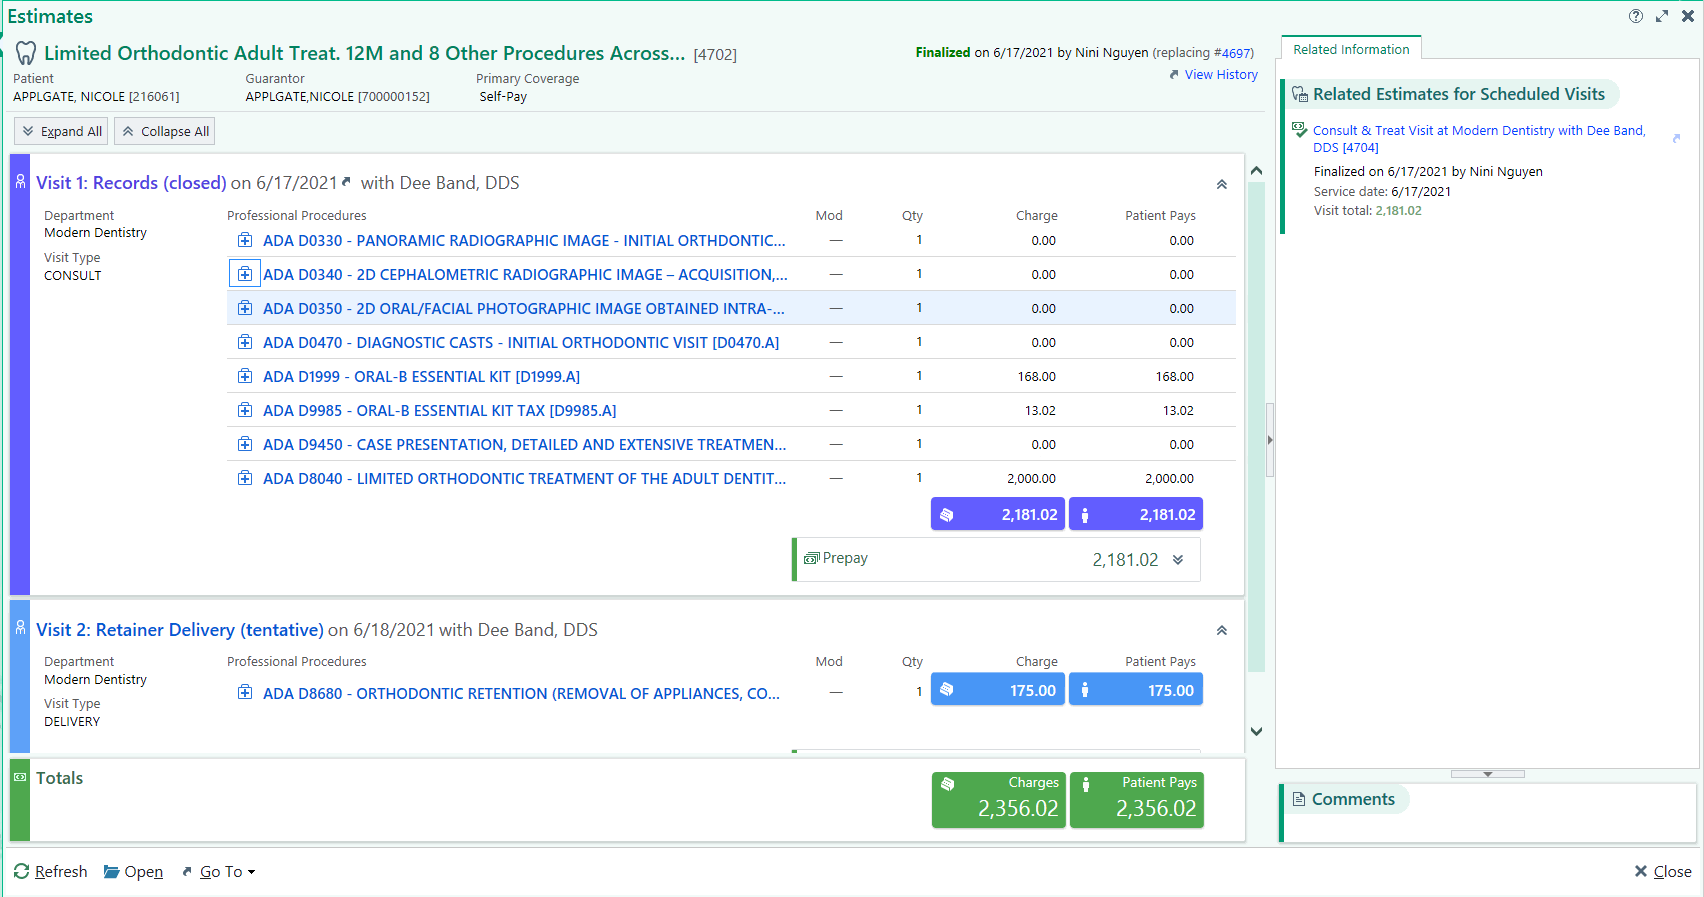 Estimates
Limited Orthodontic Adult Treat. 12M and 8 Other Procedures Across... [4702]
Finalized on 6/17/2021 by Nini Nguyen (replacing #4697)
View History
Patient
APPLGATE, NICOLE [216061]
Guarantor
APPLGATE,NICOLE [700000152]
Primary Coverage
Self-Pay
Expand All
Collapse All
Visit 1: Records (closed) on 6/17/2021 with Dee Band, DDS
Department
Modern Dentistry
Visit Type
CONSULT
Professional Procedures Mod Qty Charge Patient Pays
ADA D0330 - PANORAMIC RADIOGRAPHIC IMAGE - INITIAL ORTHDONTIC... — 1 0.00 0.00
ADA D0340 - 2D CEPHALOMETRIC RADIOGRAPHIC IMAGE – ACQUISITION,... — 1 0.00 0.00
ADA D0350 - 2D ORAL/FACIAL PHOTOGRAPHIC IMAGE OBTAINED INTRA-... — 1 0.00 0.00
ADA D0470 - DIAGNOSTIC CASTS - INITIAL ORTHODONTIC VISIT [D0470.A] — 1 0.00 0.00
ADA D1999 - ORAL-B ESSENTIAL KIT [D1999.A] — 1 168.00 168.00
ADA D9985 - ORAL-B ESSENTIAL KIT TAX [D9985.A] — 1 13.02 13.02
ADA D9450 - CASE PRESENTATION, DETAILED AND EXTENSIVE TREATMEN... — 1 0.00 0.00
ADA D8040 - LIMITED ORTHODONTIC TREATMENT OF THE ADULT DENTIT... — 1 2,000.00 2,000.00
2,181.02 2,181.02
Prepay 2,181.02
Visit 2: Retainer Delivery (tentative) on 6/18/2021 with Dee Band, DDS
Department
Modern Dentistry
Visit Type
DELIVERY
Professional Procedures Mod Qty Charge Patient Pays
ADA D8680 - ORTHODONTIC RETENTION (REMOVAL OF APPLIANCES, CO... — 1 175.00 175.00
Totals
Charges
2,356.02
Patient Pays
2,356.02
Related Information
Related Estimates for Scheduled Visits
Consult & Treat Visit at Modern Dentistry with Dee Band,
DDS [4704]
Finalized on 6/17/2021 by Nini Nguyen
Service date: 6/17/2021
Visit total: 2,181.02
Comments
Refresh
Open
Go To
Close